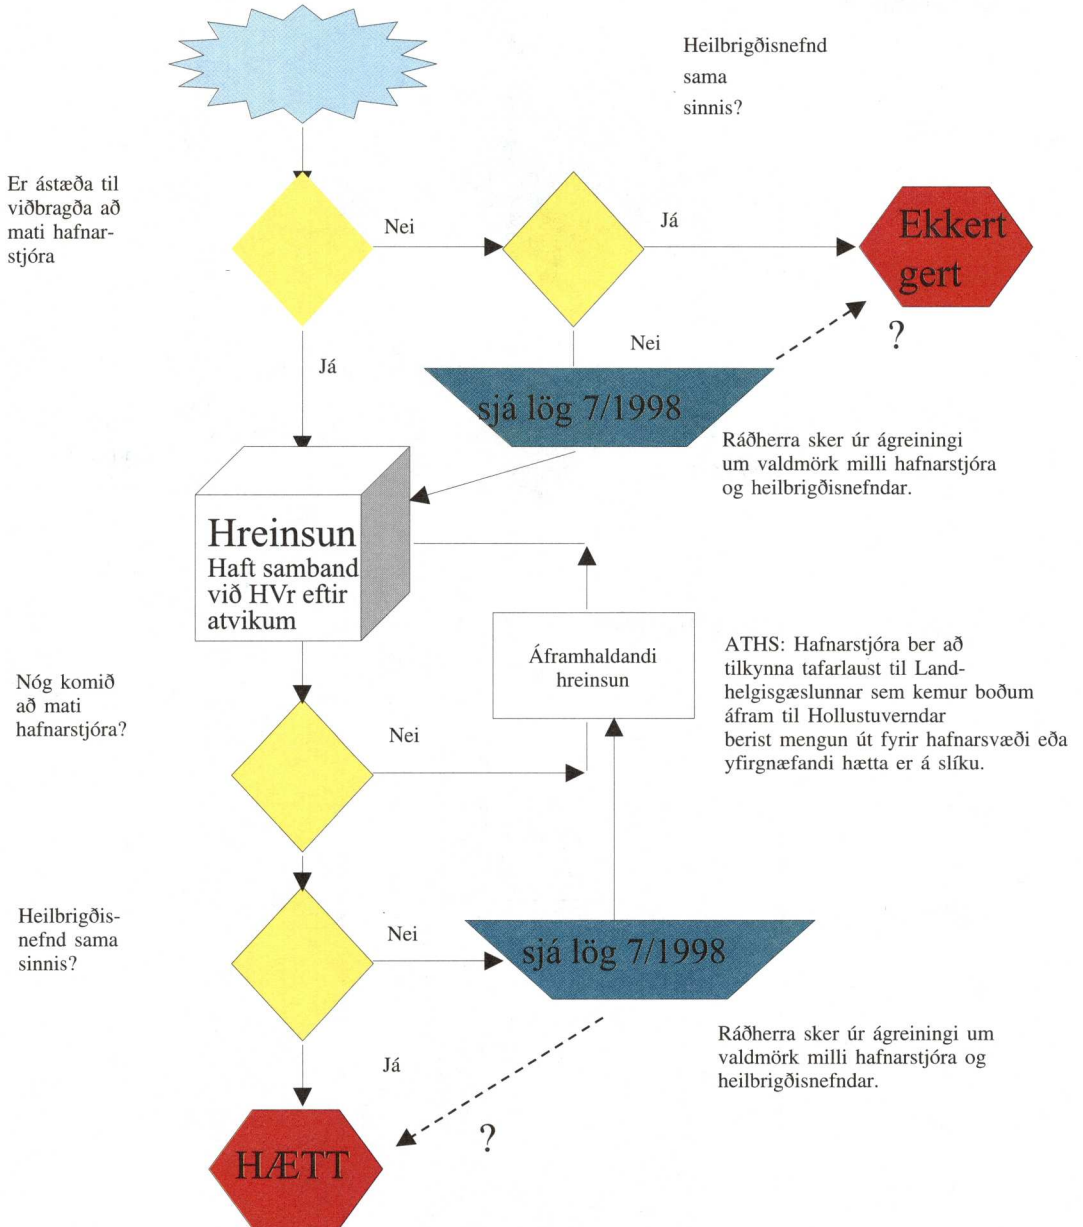 Heilbrigðisnefnd
sama
sinnis?
Er ástæða til
viðbragða að
mati hafnar-
stjóra
Nei
Já
Ekkert
gert
?
Já
Nei
sjá lög 7/1998
Ráðherra sker úr ágreiningi
um valdmörk milli hafnarstjóra
og heilbrigðisnefndar.
Hreinsun
Haft samband
við HVr eftir
atvikum
Áframhaldandi
hreinsun
ATHS: Hafnarstjóra ber að
tilkynna tafarlaust til Land-
helgisgæslunnar sem kemur boðum
áfram til Hollustuverndar
berist mengun út fyrir hafnarsvæði eða
yfirgnæfandi hætta er á slíku.
Nóg komið
að mati
hafnarstjóra?
Nei
Heilbrigðis-
nefnd sama
sinnis?
Nei
sjá lög 7/1998
Ráðherra sker úr ágreiningi um
valdmörk milli hafnarstjóra og
heilbrigðisnefndar.
Já
?
HÆTT